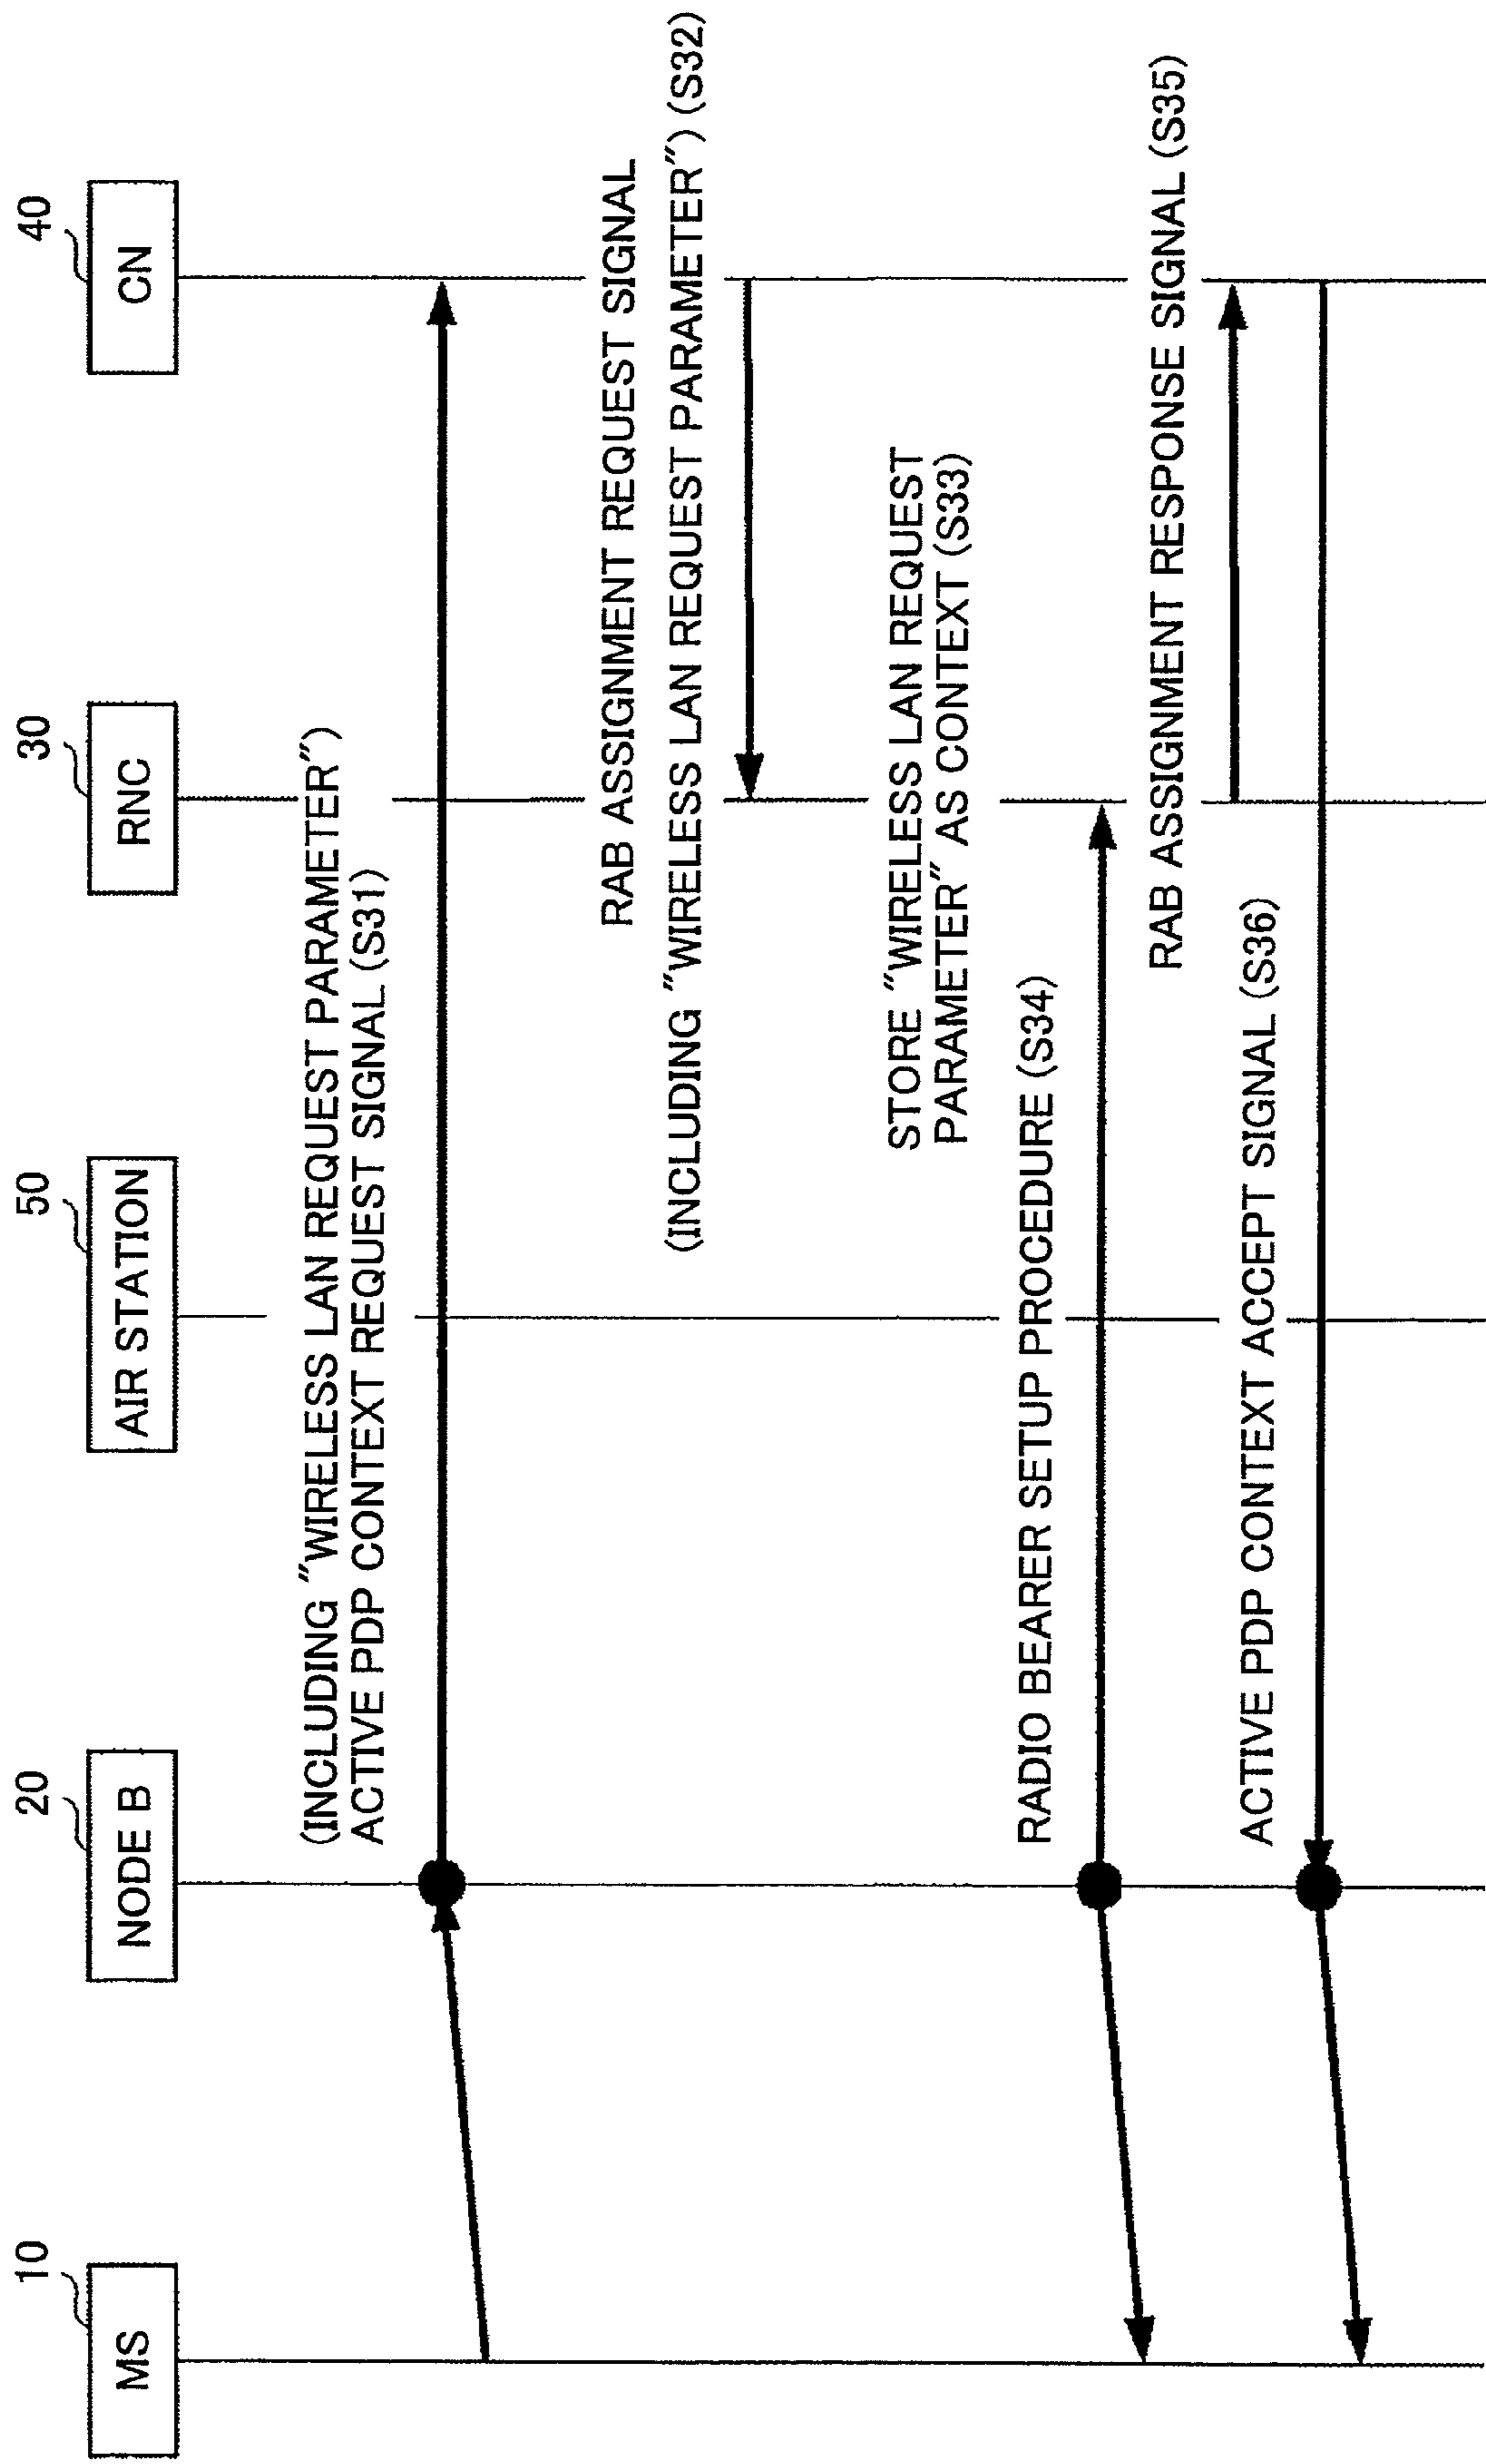 10
MS
20
NODE B
50
AIR STATION
30
RNC
40
CN
(INCLUDING "WIRELESS LAN REQUEST PARAMETER")
ACTIVE PDP CONTEXT REQUEST SIGNAL (S31)
RAB ASSIGNMENT REQUEST SIGNAL
(INCLUDING "WIRELESS LAN REQUEST PARAMETER") (S32)
STORE "WIRELESS LAN REQUEST
PARAMETER" AS CONTEXT (S33)
RADIO BEARER SETUP PROCEDURE (S34)
RAB ASSIGNMENT RESPONSE SIGNAL (S35)
ACTIVE PDP CONTEXT ACCEPT SIGNAL (S36)